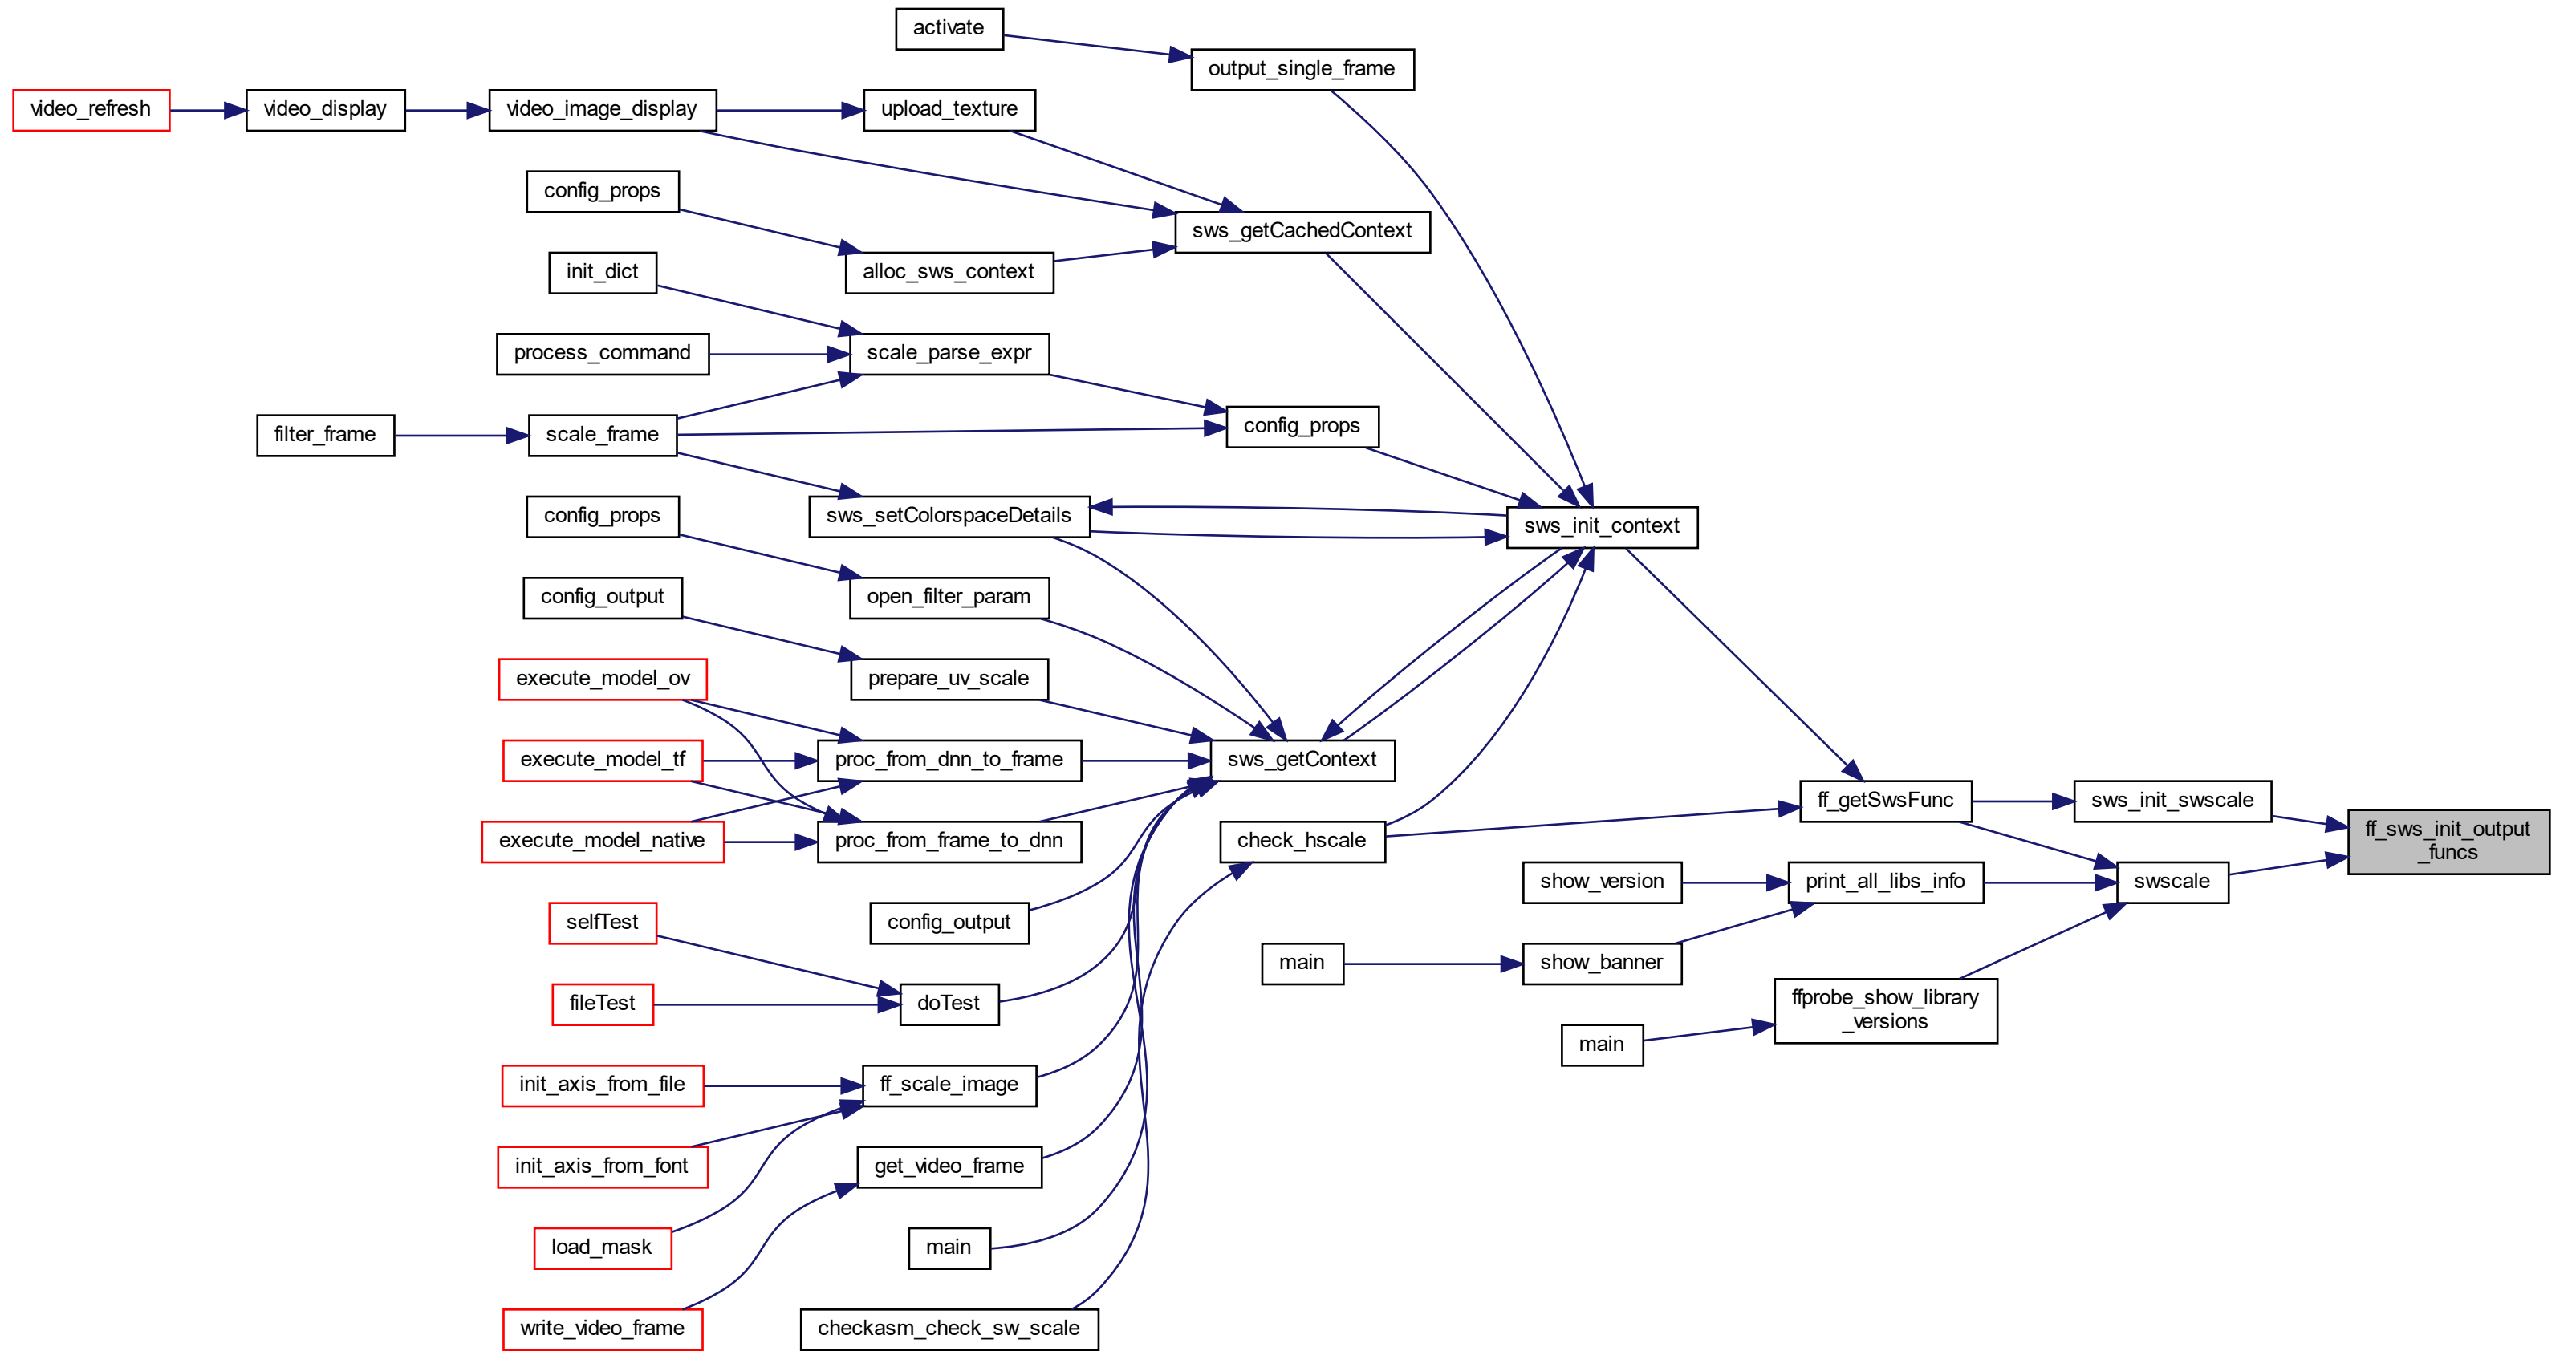 activate
output_single_frame
video_refresh
video_display
video_image_display
upload_texture
config_props
sws_getCachedContext
init_dict
alloc_sws_context
process_command
scale_parse_expr
filter_frame
scale_frame
config_props
config_props
sws_setColorspaceDetails
sws_init_context
config_output
open_filter_param
execute_model_ov
prepare_uv_scale
execute_model_tf
proc_from_dnn_to_frame
sws_getContext
execute_model_native
proc_from_frame_to_dnn
check_hscale
ff_getSwsFunc
sws_init_swscale
ff_sws_init_output
_funcs
selfTest
config_output
show_version
print_all_libs_info
swscale
main
show_banner
fileTest
doTest
ffprobe_show_library
_versions
main
init_axis_from_file
ff_scale_image
init_axis_from_font
get_video_frame
load_mask
main
write_video_frame
checkasm_check_sw_scale